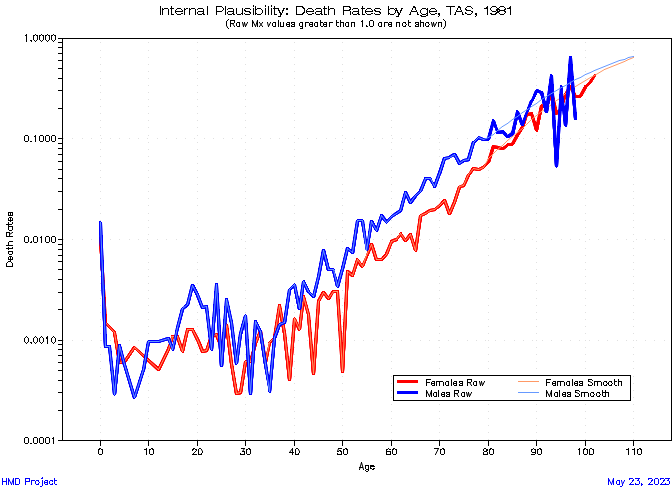 Internal Plausibility: Death Rates by Age, TAS, 1981
(Raw Mx values greater than 1.0 are not shown)
1.0000
0.1000
0.0100
0.0010
0.0001
Death Rates
0 10 20 30 40 50 60 70 80 90 100 110
Age
Females Raw Females Smooth
Males Raw Males Smooth
HMD Project May 23, 2023